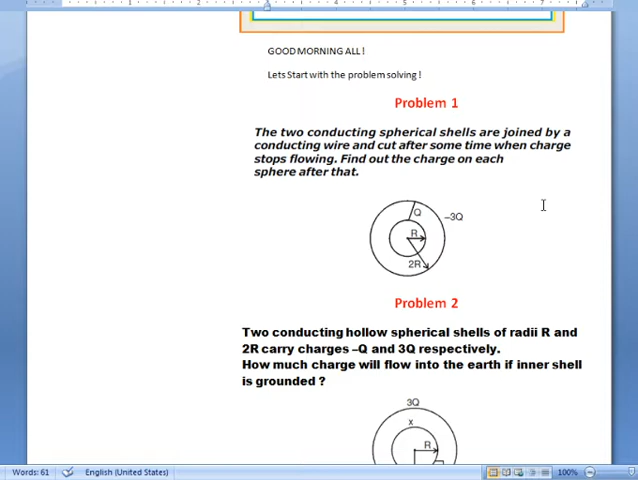 GOOD MORNING ALL !
Lets Start with the problem solving !
Problem 1
The two conducting spherical shells are joined by a
conducting wire and cut after some time when charge
stops flowing. Find out the charge on each
sphere after that.
Q
–3Q
R
2R
Problem 2
Two conducting hollow spherical shells of radii R and
2R carry charges –Q and 3Q respectively.
How much charge will flow into the earth if inner shell
is grounded ?
3Q
x
R
Words: 61 English (United States) 100%